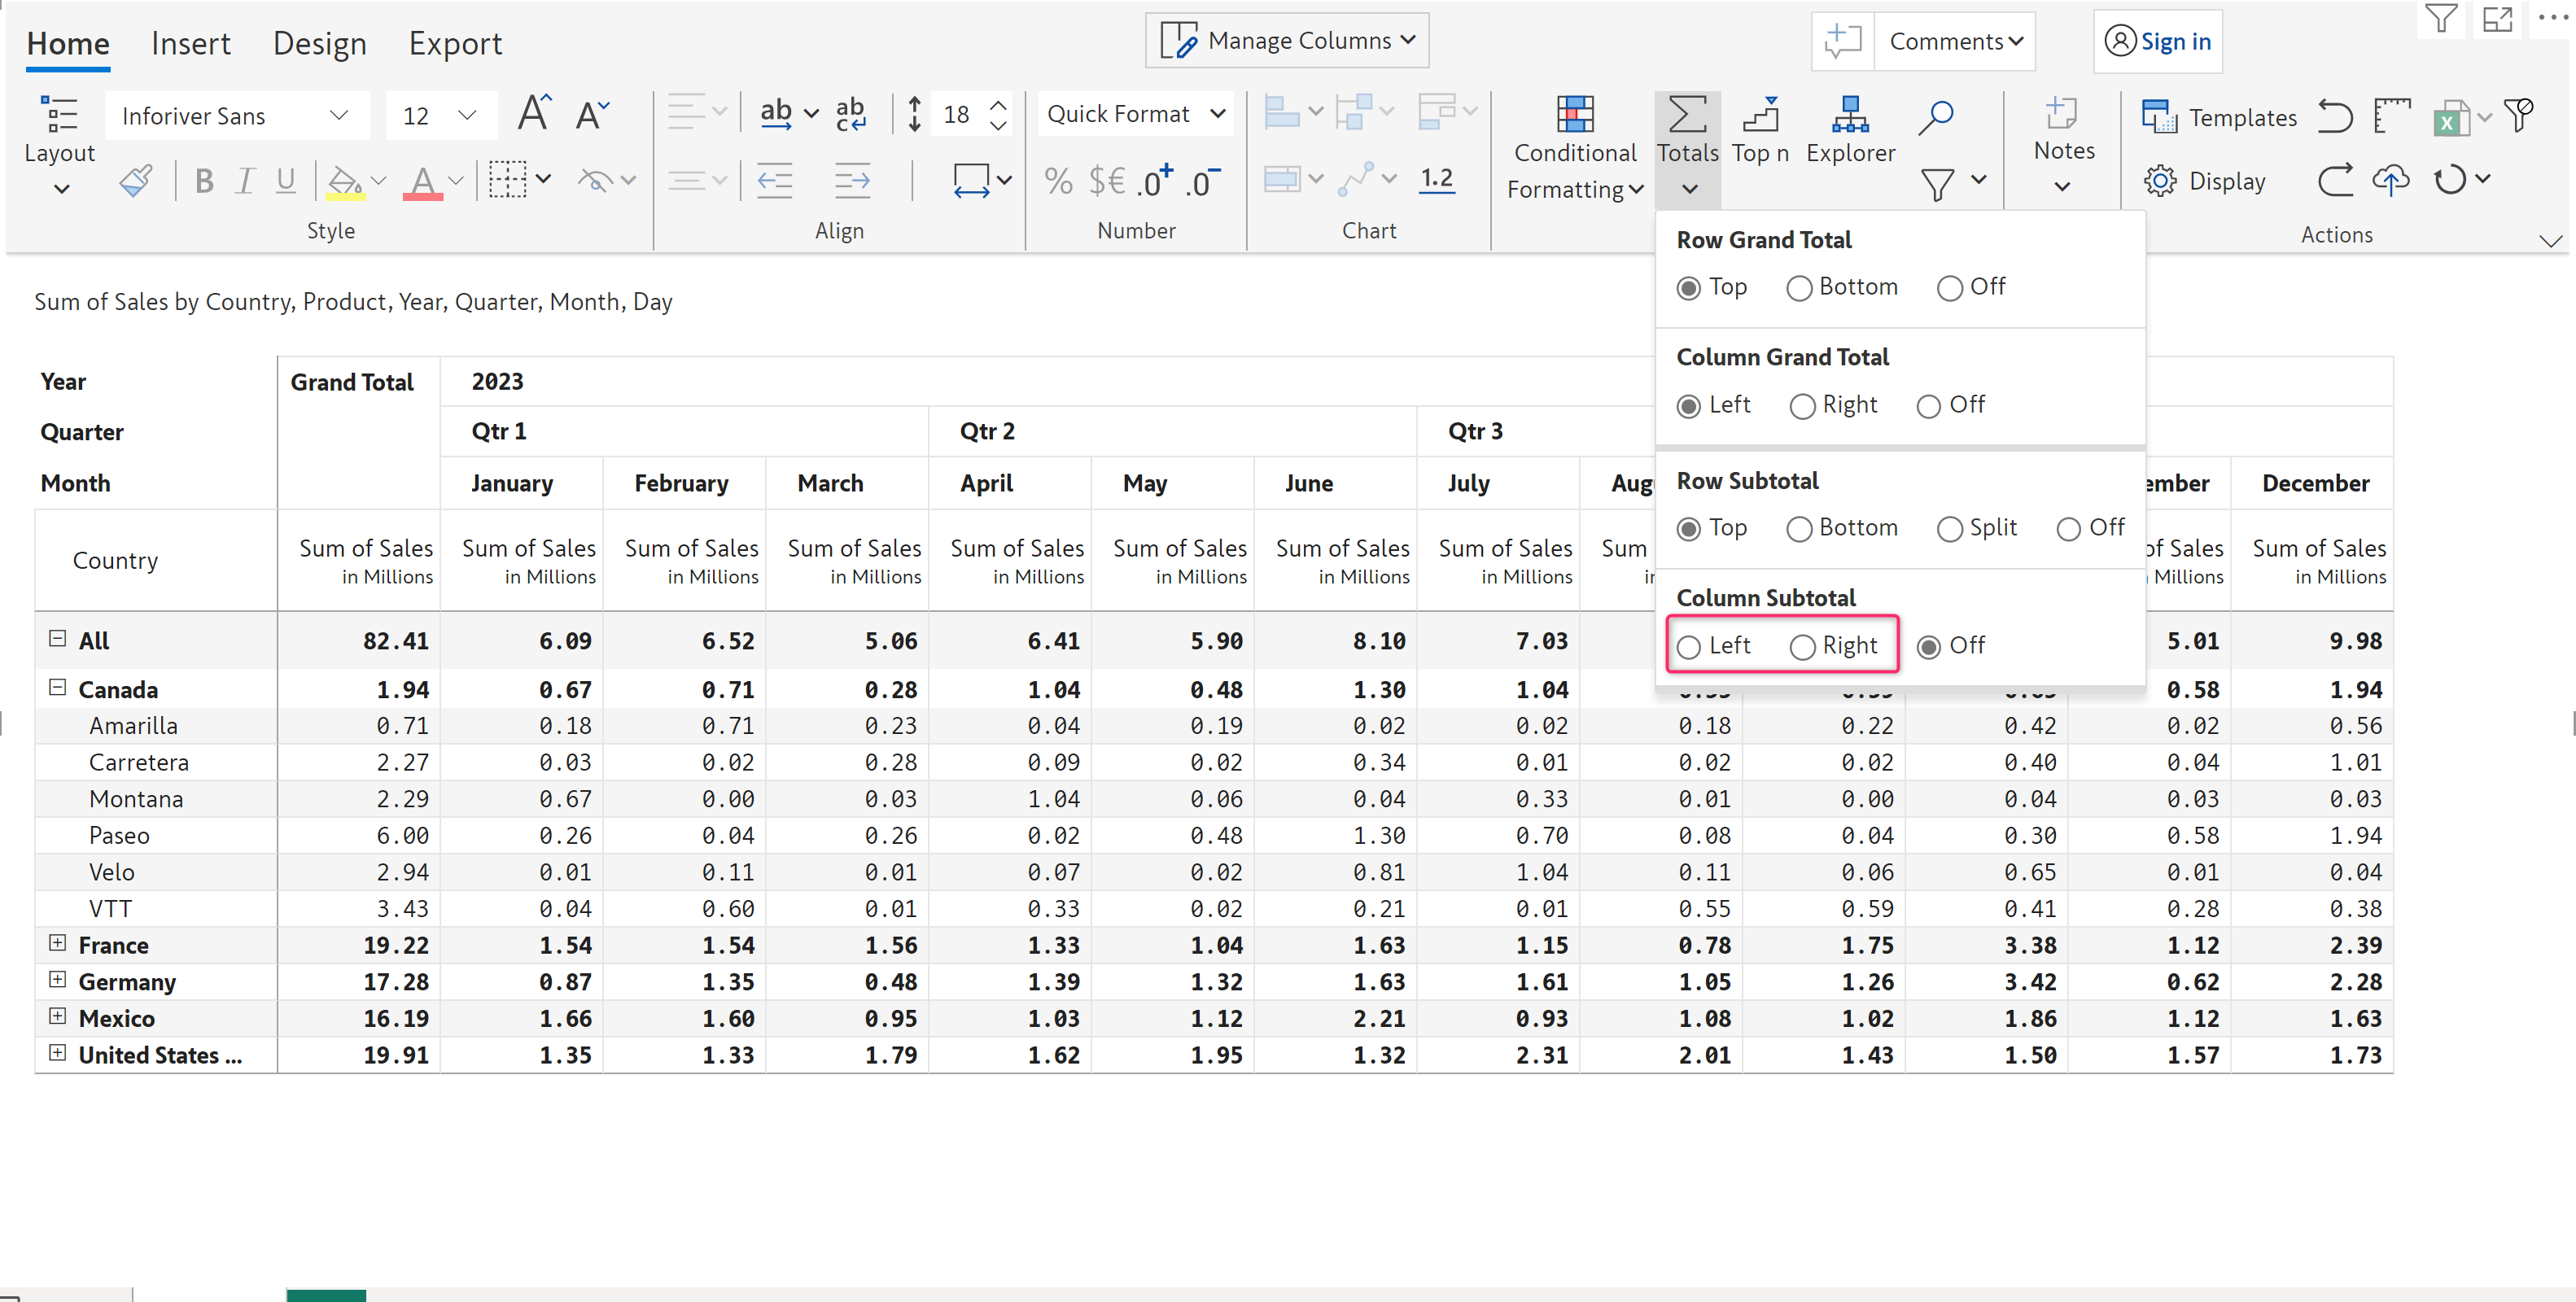 Home Insert Design Export Manage Columns Comments Sign in
Inforiver Sans 12 A A ab ab c 18 Quick Format Templates
Layout Conditional Formatting Totals Top n Explorer Notes
B I U A % $€ .0+ .0- 1.2 Display
Style Align Number Chart Actions
Row Grand Total
Top Bottom Off
Column Grand Total
Left Right Off
Row Subtotal
Top Bottom Split Off
Column Subtotal
Left Right Off
Sum of Sales by Country, Product, Year, Quarter, Month, Day
Year Grand Total 2023
Quarter Qtr 1 Qtr 2 Qtr 3
Month January February March April May June July Aug ember December
Country Sum of Sales Sum of Sales Sum of Sales Sum of Sales Sum of Sales Sum of Sales Sum of Sales Sum of Sales Sum of Sales Sum of Sales
in Millions in Millions in Millions in Millions in Millions in Millions in Millions in Millions Millions in Millions
All 82.41 6.09 6.52 5.06 6.41 5.90 8.10 7.03 5.01 9.98
Canada 1.94 0.67 0.71 0.28 1.04 0.48 1.30 1.04 0.58 1.94
Amarilla 0.71 0.18 0.71 0.23 0.04 0.19 0.02 0.02 0.18 0.22 0.42 0.02 0.56
Carretera 2.27 0.03 0.02 0.28 0.09 0.02 0.34 0.01 0.02 0.02 0.40 0.04 1.01
Montana 2.29 0.67 0.00 0.03 1.04 0.06 0.04 0.33 0.01 0.00 0.04 0.03 0.03
Paseo 6.00 0.26 0.04 0.26 0.02 0.48 1.30 0.70 0.08 0.04 0.30 0.58 1.94
Velo 2.94 0.01 0.11 0.01 0.07 0.02 0.81 1.04 0.11 0.06 0.65 0.01 0.04
VTT 3.43 0.04 0.60 0.01 0.33 0.02 0.21 0.01 0.55 0.59 0.41 0.28 0.38
France 19.22 1.54 1.54 1.56 1.33 1.04 1.63 1.15 0.78 1.75 3.38 1.12 2.39
Germany 17.28 0.87 1.35 0.48 1.39 1.32 1.63 1.61 1.05 1.26 3.42 0.62 2.28
Mexico 16.19 1.66 1.60 0.95 1.03 1.12 2.21 0.93 1.08 1.02 1.86 1.12 1.63
United States ... 19.91 1.35 1.33 1.79 1.62 1.95 1.32 2.31 2.01 1.43 1.50 1.57 1.73